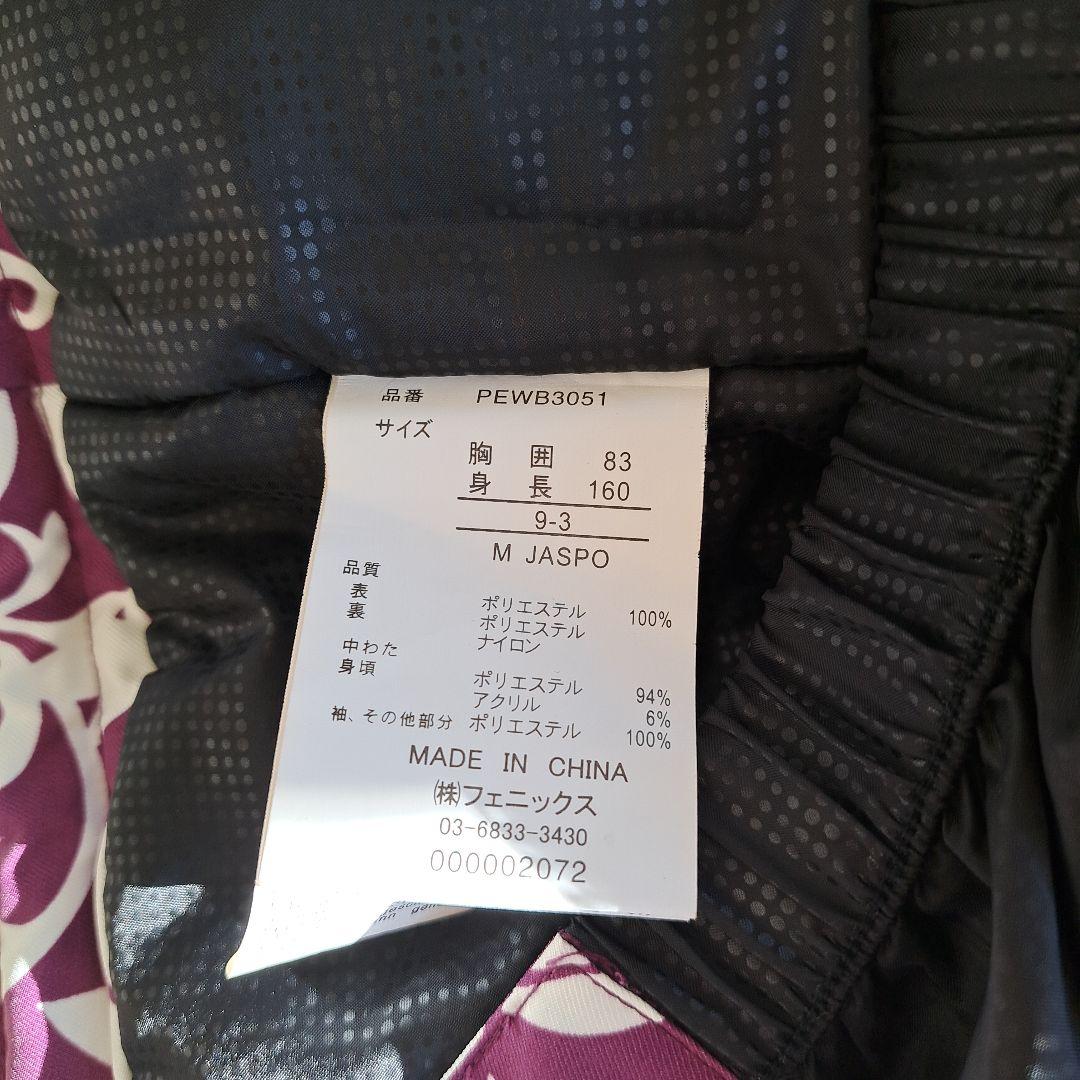 品番 PEWB3051
サイズ
胸囲 83
身長 160
9-3
M JASPO
品質
表 ポリエステル 100%
裏 ポリエステル
ナイロン
中わた
身頃 ポリエステル 94%
アクリル 6%
袖、その他部分 ポリエステル 100%
MADE IN CHINA
㈱フェニックス
03-6833-3430
000002072